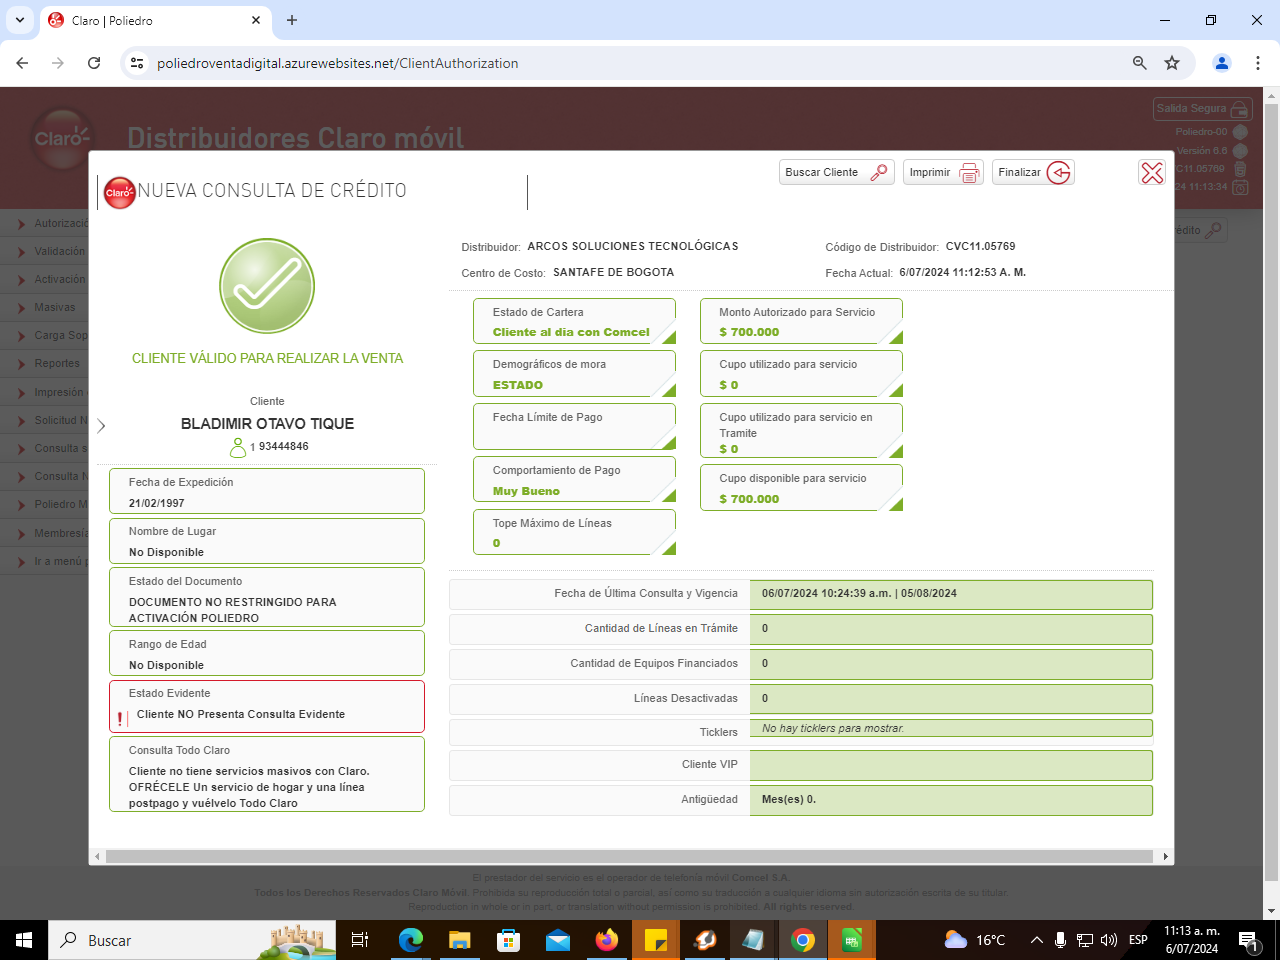 Claro | Poliedro
poliedroventadigital.azurewebsites.net/ClientAuthorization
Claro
Distribuidores Claro móvil
Salida Segura
Poliedro-00
Versión 6.6
VC11.05769
24 11:13:34
Autorizació
Validación
Activación
Masivas
Carga Sop
Reportes
Impresión
Solicitud N
Consulta s
Consulta N
Poliedro M
Membresía
Ir a menú p
rédito
Claro
NUEVA CONSULTA DE CRÉDITO
Buscar Cliente
Imprimir
Finalizar
CLIENTE VÁLIDO PARA REALIZAR LA VENTA
Cliente
BLADIMIR OTAVO TIQUE
1 93444846
Fecha de Expedición
21/02/1997
Nombre de Lugar
No Disponible
Estado del Documento
DOCUMENTO NO RESTRINGIDO PARA
ACTIVACIÓN POLIEDRO
Rango de Edad
No Disponible
Estado Evidente
! Cliente NO Presenta Consulta Evidente
Consulta Todo Claro
Cliente no tiene servicios masivos con Claro.
OFRÉCELE Un servicio de hogar y una línea
postpago y vuélvelo Todo Claro
Distribuidor: ARCOS SOLUCIONES TECNOLÓGICAS
Código de Distribuidor: CVC11.05769
Centro de Costo: SANTAFE DE BOGOTA
Fecha Actual: 6/07/2024 11:12:53 A. M.
Estado de Cartera
Cliente al dia con Comcel
Demográficos de mora
ESTADO
Fecha Límite de Pago
Comportamiento de Pago
Muy Bueno
Tope Máximo de Líneas
0
Monto Autorizado para Servicio
$ 700.000
Cupo utilizado para servicio
$ 0
Cupo utilizado para servicio en
Tramite
$ 0
Cupo disponible para servicio
$ 700.000
Fecha de Última Consulta y Vigencia 06/07/2024 10:24:39 a.m. | 05/08/2024
Cantidad de Líneas en Trámite 0
Cantidad de Equipos Financiados 0
Líneas Desactivadas 0
Ticklers No hay ticklers para mostrar.
Cliente VIP
Antigüedad Mes(es) 0.
El prestador del servicio es el operador de telefonía móvil Comcel S.A.
Todos los Derechos Reservados Claro Móvil. Prohibida su reproducción total o parcial, así como su traducción a cualquier idioma sin autorización escrita de su titular.
Reproduction in whole or in part, or translation without permission is prohibited. All rights reserved.
Buscar
16°C
ESP
11:13 a. m.
6/07/2024
1